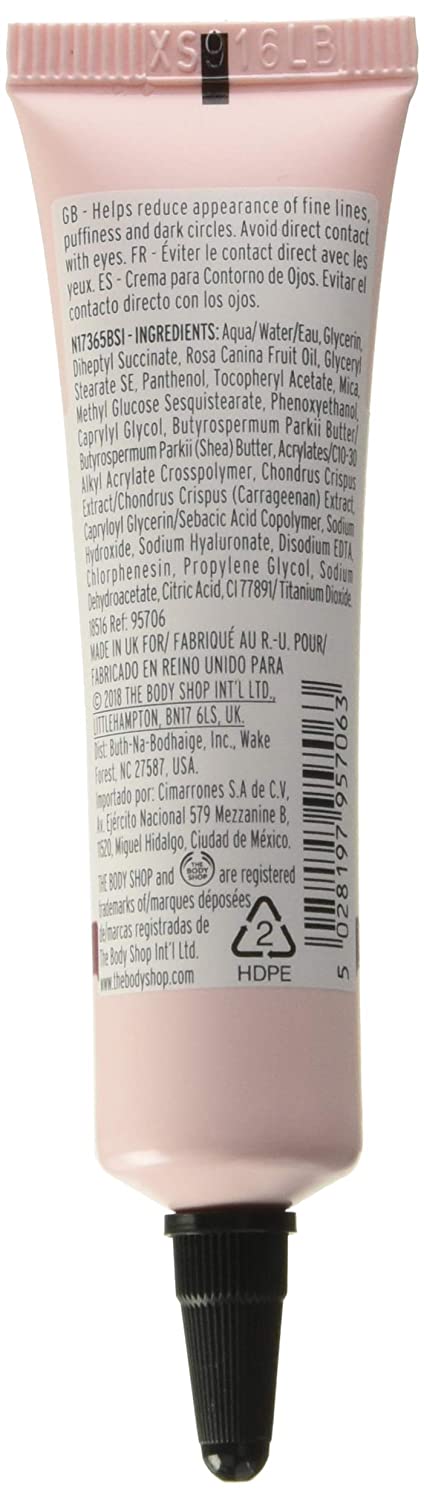 XS916LB
GB - Helps reduce appearance of fine lines,
puffiness and dark circles. Avoid direct contact
with eyes. FR - Éviter le contact direct avec les
yeux. ES - Crema para Contorno de Ojos. Evitar el
contacto directo con los ojos.
N17365BSI - INGREDIENTS: Aqua/Water/Eau, Glycerin,
Diheptyl Succinate, Rosa Canina Fruit Oil, Glyceryl
Stearate SE, Panthenol, Tocopheryl Acetate, Mica,
Methyl Glucose Sesquistearate, Phenoxyethanol,
Caprylyl Glycol, Butyrospermum Parkii Butter/
Butyrospermum Parkii (Shea) Butter, Acrylates/C10-30
Alkyl Acrylate Crosspolymer, Chondrus Crispus
Extract/Chondrus Crispus (Carrageenan) Extract,
Capryloyl Glycerin/Sebacic Acid Copolymer, Sodium
Hydroxide, Sodium Hyaluronate, Disodium EDTA,
Chlorphenesin, Propylene Glycol, Sodium
Dehydroacetate, Citric Acid, CI 77891/Titanium Dioxide.
18516 Ref: 95706
MADE IN UK FOR/ FABRIQUÉ AU R.-U. POUR/
FABRICADO EN REINO UNIDO PARA
© 2018 THE BODY SHOP INT'L LTD.,
LITTLEHAMPTON, BN17 6LS, UK.
Dist: Buth-Na-Bodhaige, Inc., Wake
Forest, NC 27587, USA.
Importado por: Cimarrones S.A de C.V,
Av. Ejército Nacional 579 Mezzanine B,
11520, Miguel Hidalgo, Ciudad de México.
THE BODY SHOP and THE BODY SHOP are registered
trademarks of/marques déposées
de/marcas registradas de
The Body Shop Int'l Ltd.
www.thebodyshop.com
2
HDPE
5 028197 957063